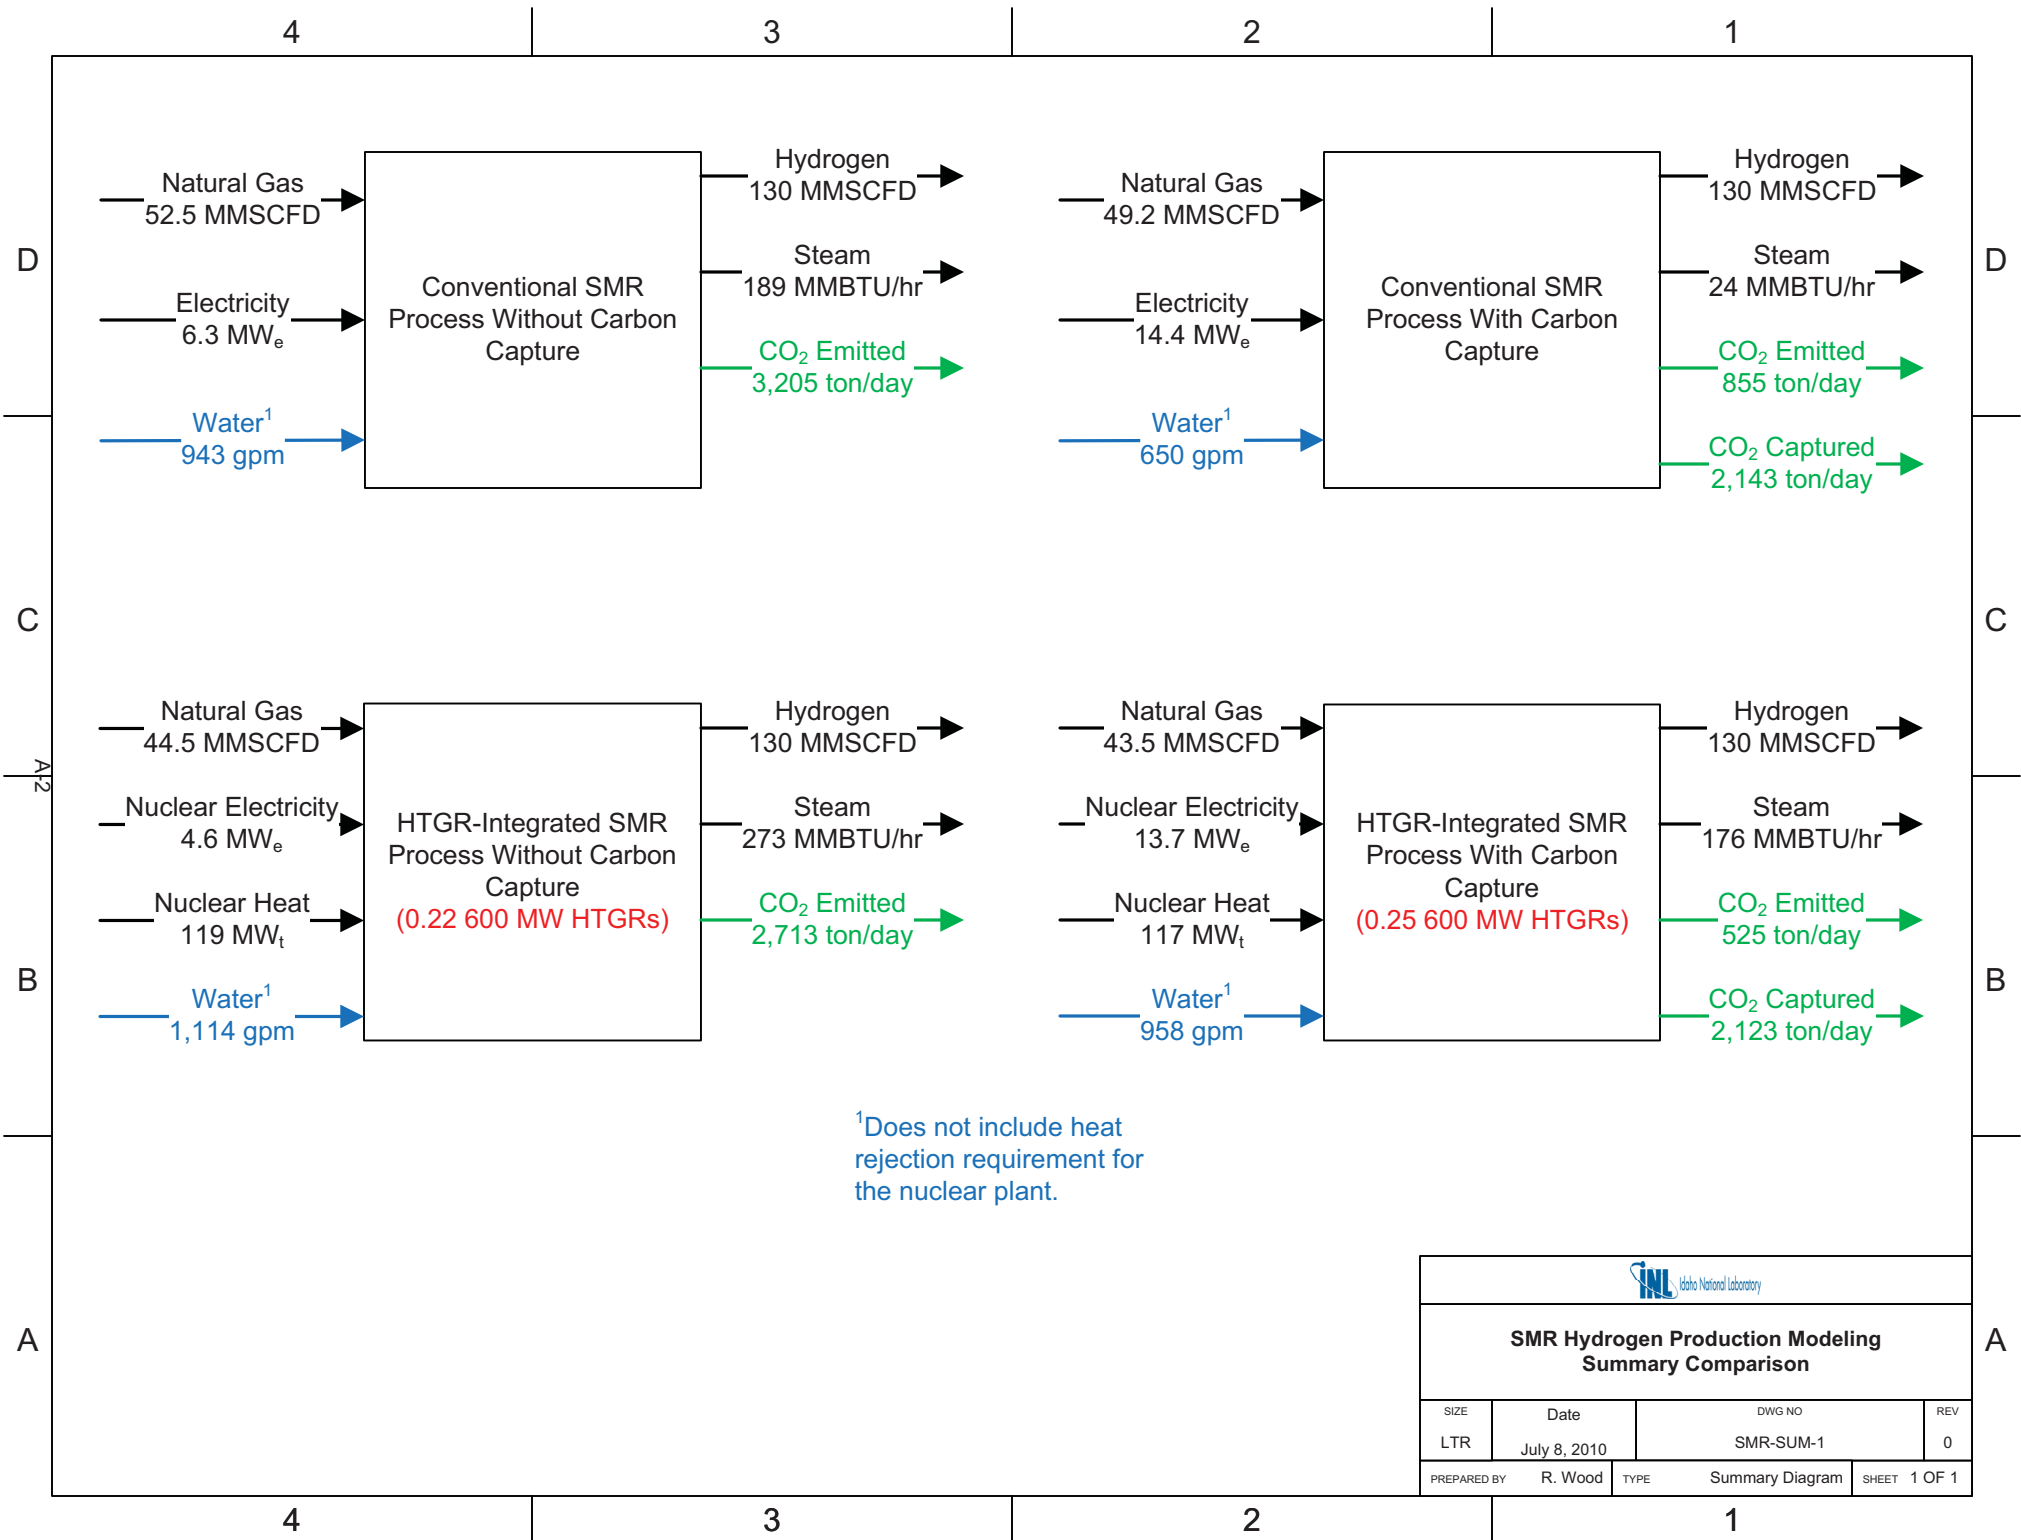 4
3
2
1
D
D
Natural Gas
52.5 MMSCFD
Electricity
6.3 MWe
Water1
943 gpm
Conventional SMR
Process Without Carbon
Capture
Hydrogen
130 MMSCFD
Steam
189 MMBTU/hr
CO2 Emitted
3,205 ton/day
Natural Gas
49.2 MMSCFD
Electricity
14.4 MWe
Water1
650 gpm
Conventional SMR
Process With Carbon
Capture
Hydrogen
130 MMSCFD
Steam
24 MMBTU/hr
CO2 Emitted
855 ton/day
CO2 Captured
2,143 ton/day
C
C
A-2
Natural Gas
44.5 MMSCFD
Nuclear Electricity
4.6 MWe
Nuclear Heat
119 MWt
Water1
1,114 gpm
HTGR-Integrated SMR
Process Without Carbon
Capture
(0.22 600 MW HTGRs)
Hydrogen
130 MMSCFD
Steam
273 MMBTU/hr
CO2 Emitted
2,713 ton/day
Natural Gas
43.5 MMSCFD
Nuclear Electricity
13.7 MWe
Nuclear Heat
117 MWt
Water1
958 gpm
HTGR-Integrated SMR
Process With Carbon
Capture
(0.25 600 MW HTGRs)
Hydrogen
130 MMSCFD
Steam
176 MMBTU/hr
CO2 Emitted
525 ton/day
CO2 Captured
2,123 ton/day
B
B
1Does not include heat
rejection requirement for
the nuclear plant.
A
A
INL Idaho National Laboratory
SMR Hydrogen Production Modeling
Summary Comparison
SIZE
LTR
Date
July 8, 2010
DWG NO
SMR-SUM-1
REV
0
PREPARED BY R. Wood
TYPE Summary Diagram
SHEET 1 OF 1
4
3
2
1